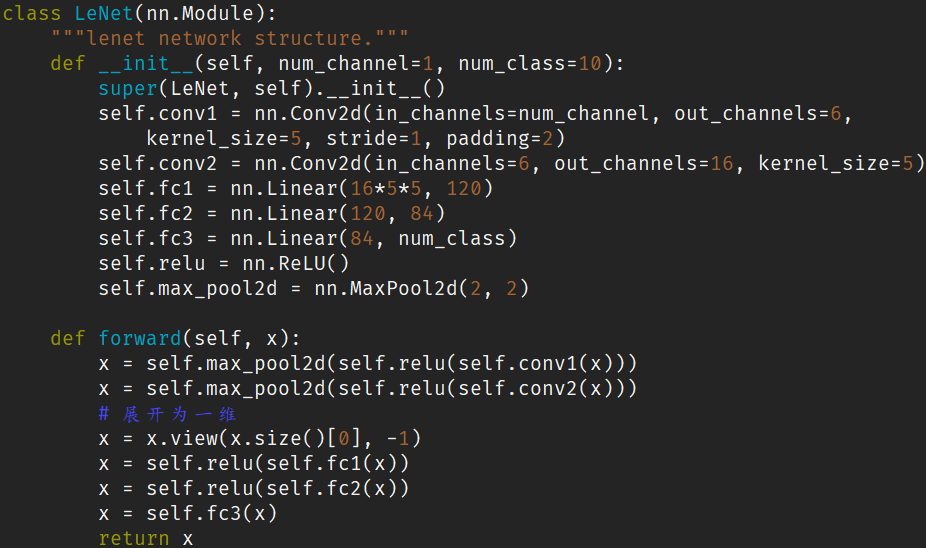 class LeNet(nn.Module):
    """lenet network structure."""
    def __init__(self, num_channel=1, num_class=10):
        super(LeNet, self).__init__()
        self.conv1 = nn.Conv2d(in_channels=num_channel, out_channels=6,
            kernel_size=5, stride=1, padding=2)
        self.conv2 = nn.Conv2d(in_channels=6, out_channels=16, kernel_size=5)
        self.fc1 = nn.Linear(16*5*5, 120)
        self.fc2 = nn.Linear(120, 84)
        self.fc3 = nn.Linear(84, num_class)
        self.relu = nn.ReLU()
        self.max_pool2d = nn.MaxPool2d(2, 2)

    def forward(self, x):
        x = self.max_pool2d(self.relu(self.conv1(x)))
        x = self.max_pool2d(self.relu(self.conv2(x)))
        # 展开为一维
        x = x.view(x.size()[0], -1)
        x = self.relu(self.fc1(x))
        x = self.relu(self.fc2(x))
        x = self.fc3(x)
        return x